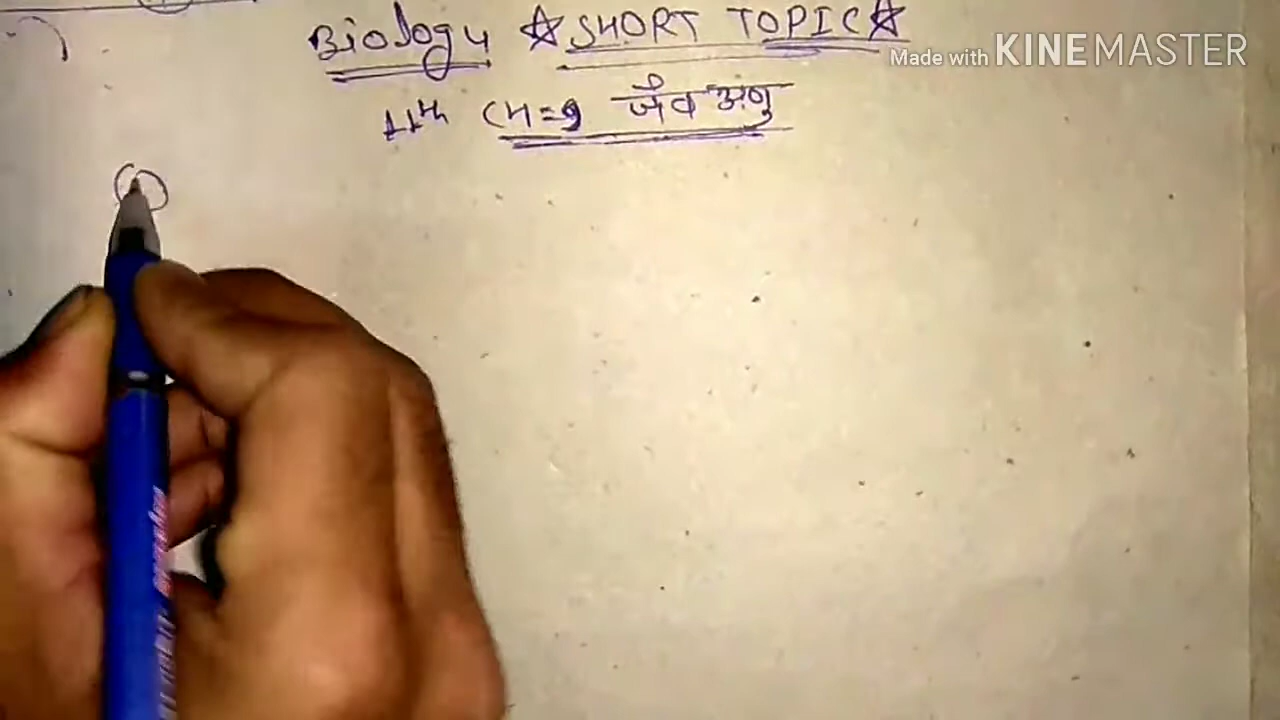 Biology ☆ SHORT TOPIC ☆
Made with KINEMASTER
11th CH=9 जैव अणु